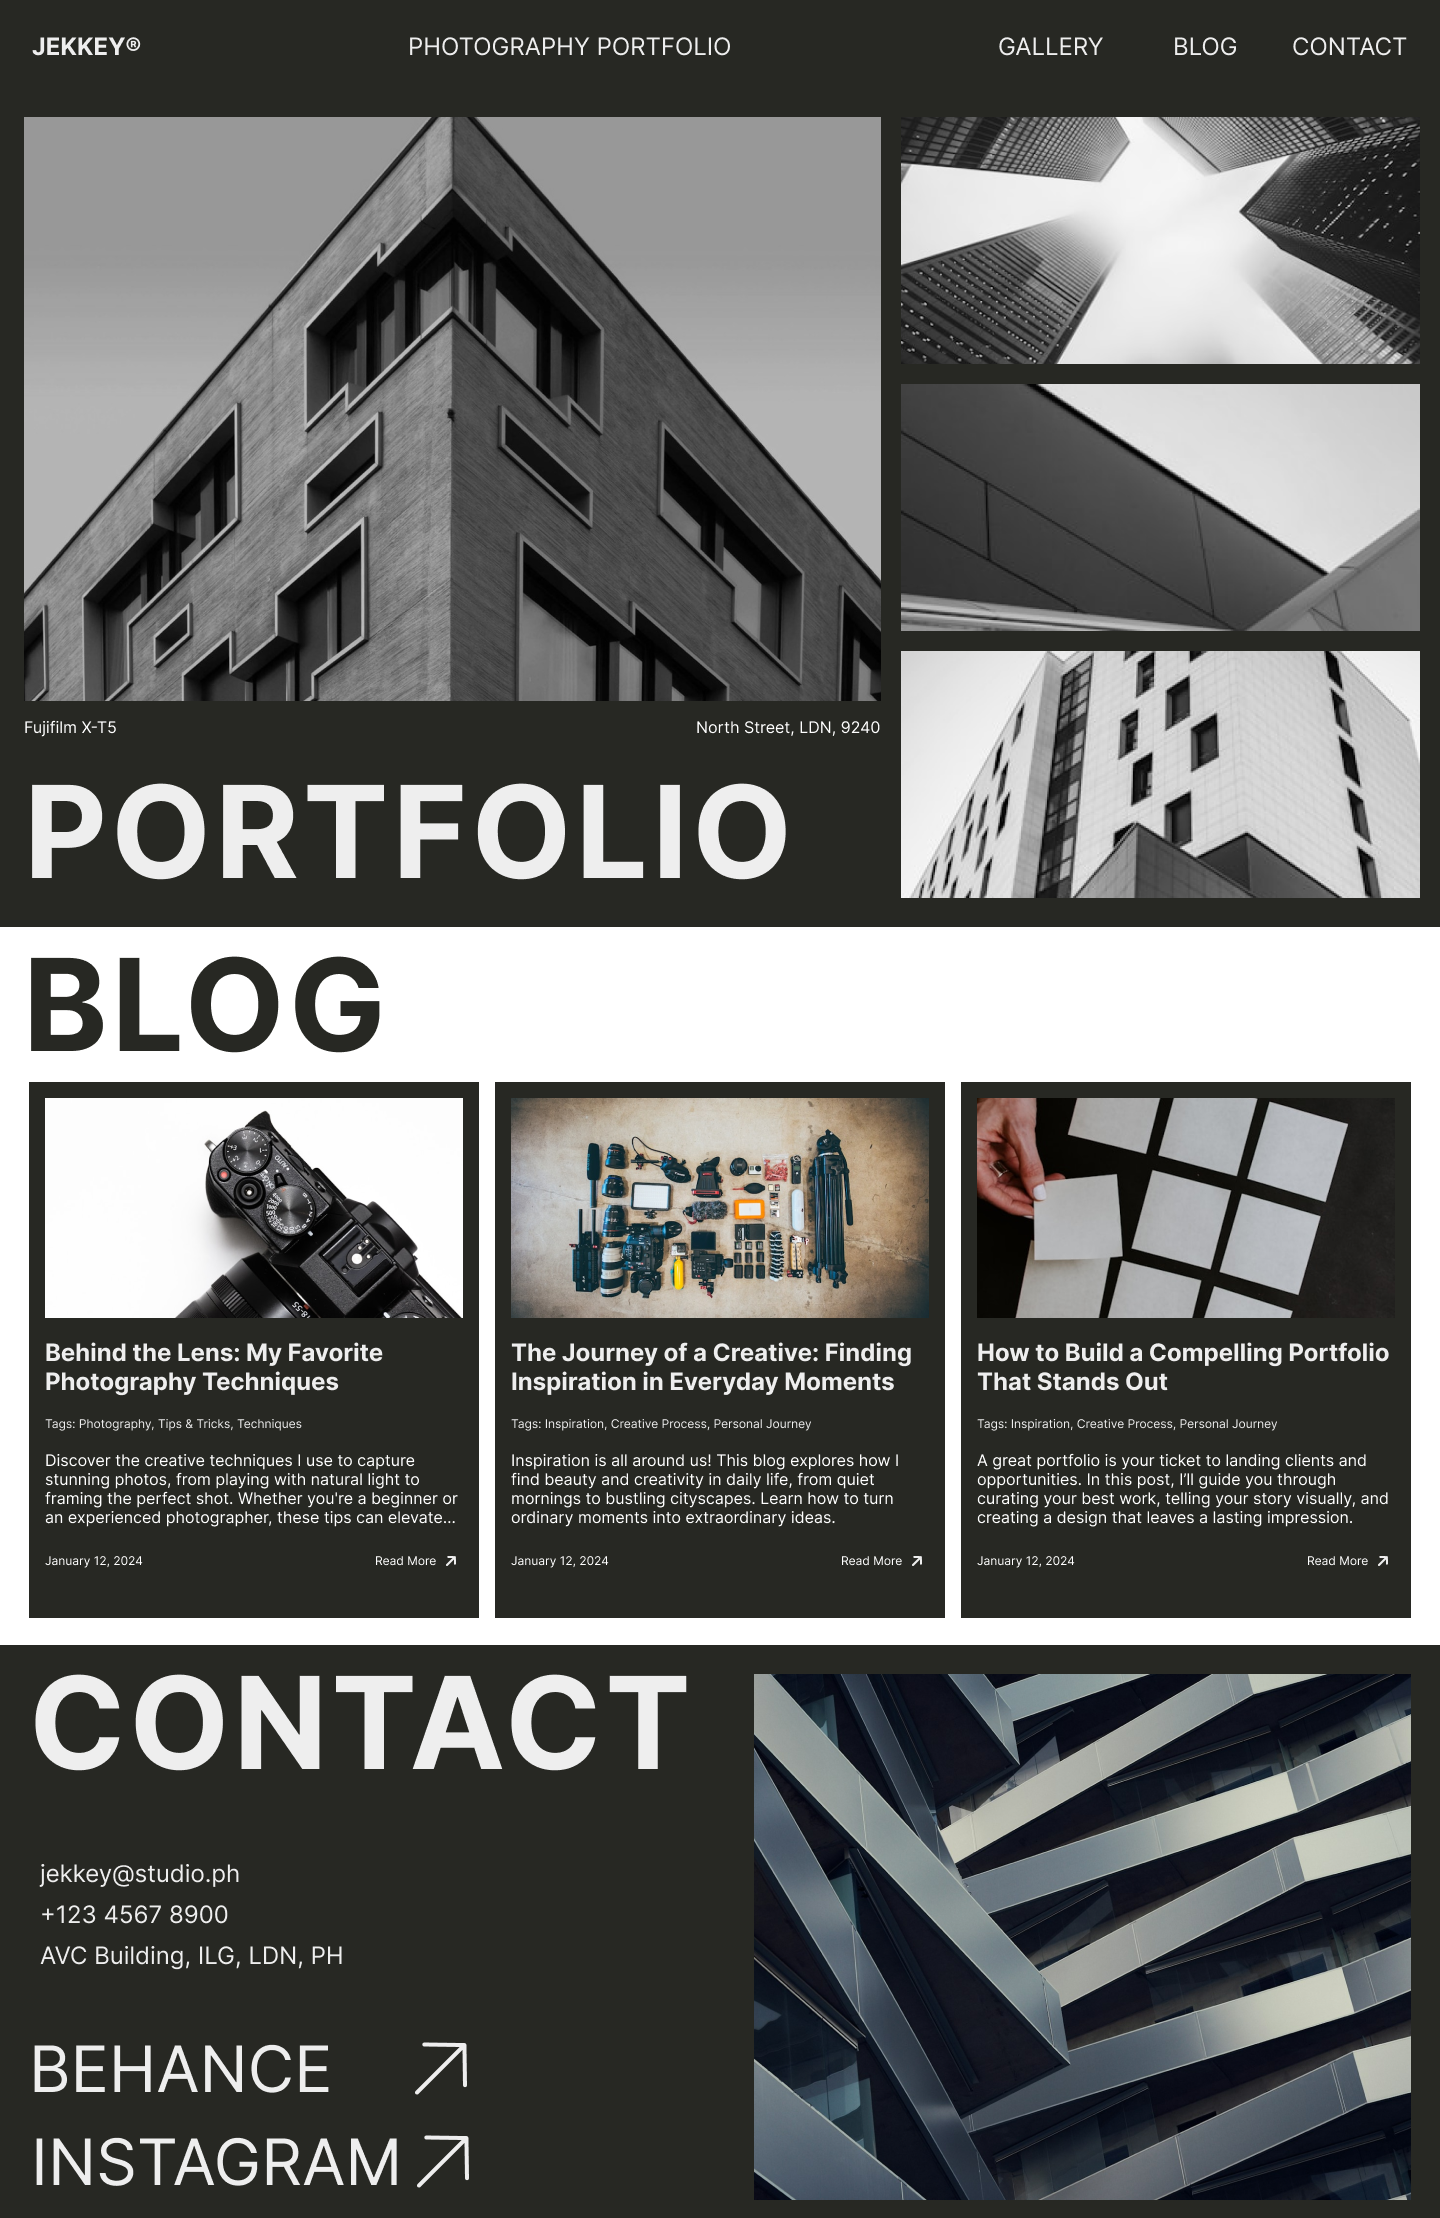 JEKKEY®
PHOTOGRAPHY PORTFOLIO
GALLERY
BLOG
CONTACT
Fujifilm X-T5
North Street, LDN, 9240
PORTFOLIO
BLOG
Behind the Lens: My Favorite
Photography Techniques
Tags: Photography, Tips & Tricks, Techniques
Discover the creative techniques I use to capture
stunning photos, from playing with natural light to
framing the perfect shot. Whether you're a beginner or
an experienced photographer, these tips can elevate...
January 12, 2024
Read More
The Journey of a Creative: Finding
Inspiration in Everyday Moments
Tags: Inspiration, Creative Process, Personal Journey
Inspiration is all around us! This blog explores how I
find beauty and creativity in daily life, from quiet
mornings to bustling cityscapes. Learn how to turn
ordinary moments into extraordinary ideas.
January 12, 2024
Read More
How to Build a Compelling Portfolio
That Stands Out
Tags: Inspiration, Creative Process, Personal Journey
A great portfolio is your ticket to landing clients and
opportunities. In this post, I’ll guide you through
curating your best work, telling your story visually, and
creating a design that leaves a lasting impression.
January 12, 2024
Read More
CONTACT
jekkey@studio.ph
+123 4567 8900
AVC Building, ILG, LDN, PH
BEHANCE
INSTAGRAM